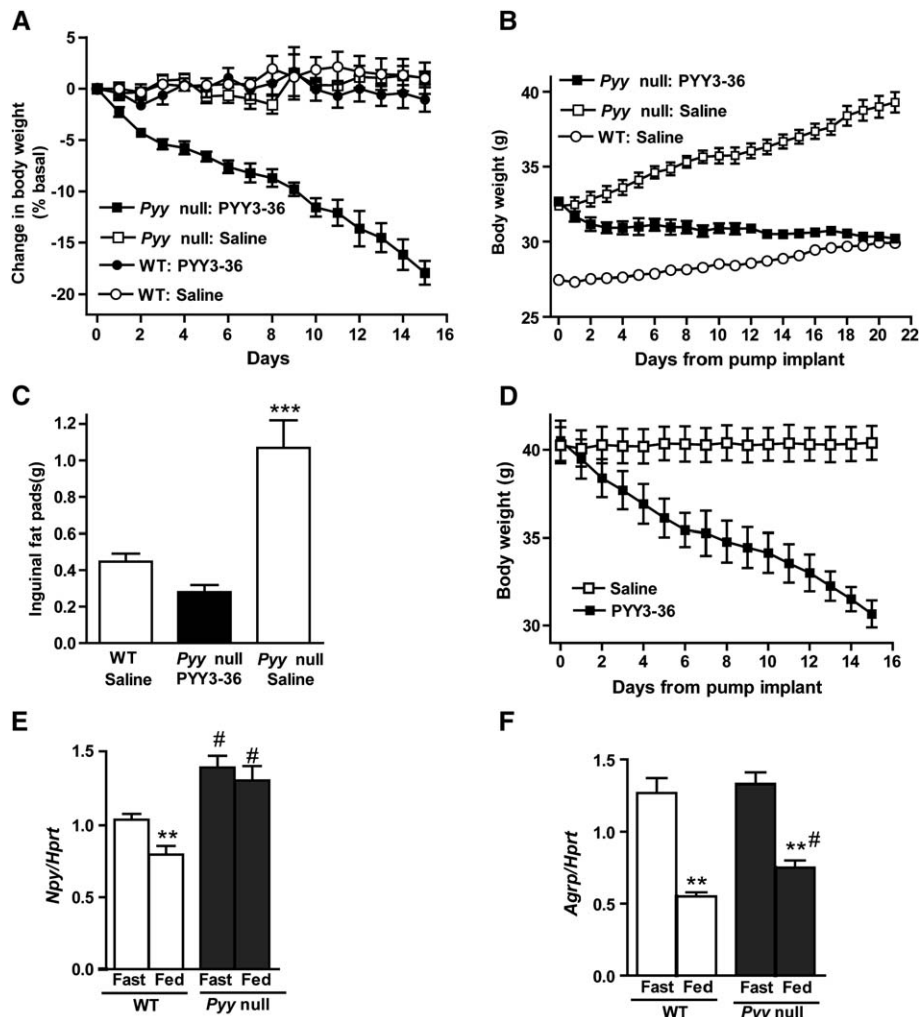 A
Change in body weight
(% basal)
5
0
-5
-10
-15
-20
Pyy null: PYY3-36
Pyy null: Saline
WT: PYY3-36
WT: Saline
0 2 4 6 8 10 12 14 16
Days
B
Body weight (g)
40
35
30
25
Pyy null: PYY3-36
Pyy null: Saline
WT: Saline
0 2 4 6 8 10 12 14 16 18 20 22
Days from pump implant
C
Inguinal fat pads(g)
1.2
1.0
0.8
0.6
0.4
0.2
0.0
***
WT
Saline
Pyy null
PYY3-36
Pyy null
Saline
D
Body weight (g)
40
35
30
Saline
PYY3-36
0 2 4 6 8 10 12 14 16
Days from pump implant
E
Npy/Hprt
1.5
1.0
0.5
0.0
**
#
#
Fast Fed Fast Fed
WT Pyy null
F
Agrp/Hprt
1.5
1.0
0.5
0.0
**
**#
Fast Fed Fast Fed
WT Pyy null